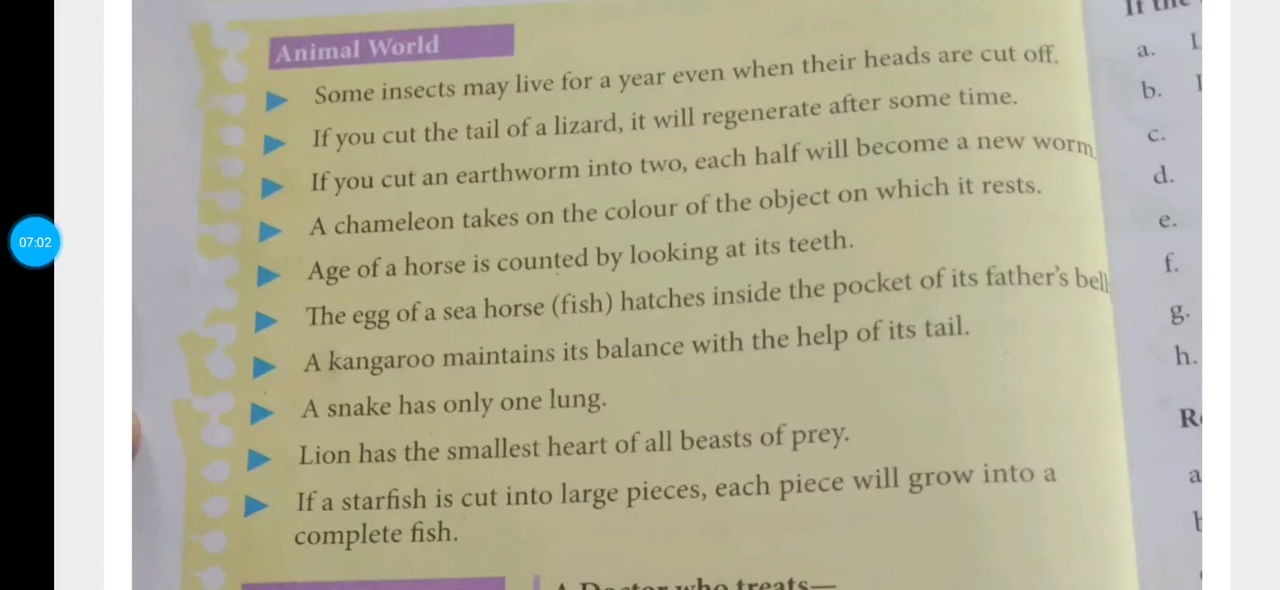 If the
Animal World
Some insects may live for a year even when their heads are cut off.
If you cut the tail of a lizard, it will regenerate after some time.
If you cut an earthworm into two, each half will become a new worm.
A chameleon takes on the colour of the object on which it rests.
Age of a horse is counted by looking at its teeth.
The egg of a sea horse (fish) hatches inside the pocket of its father's bell
A kangaroo maintains its balance with the help of its tail.
A snake has only one lung.
Lion has the smallest heart of all beasts of prey.
If a starfish is cut into large pieces, each piece will grow into a
complete fish.
A Doctor who treats—
a.
b.
c.
d.
e.
f.
g.
h.
a
07:02